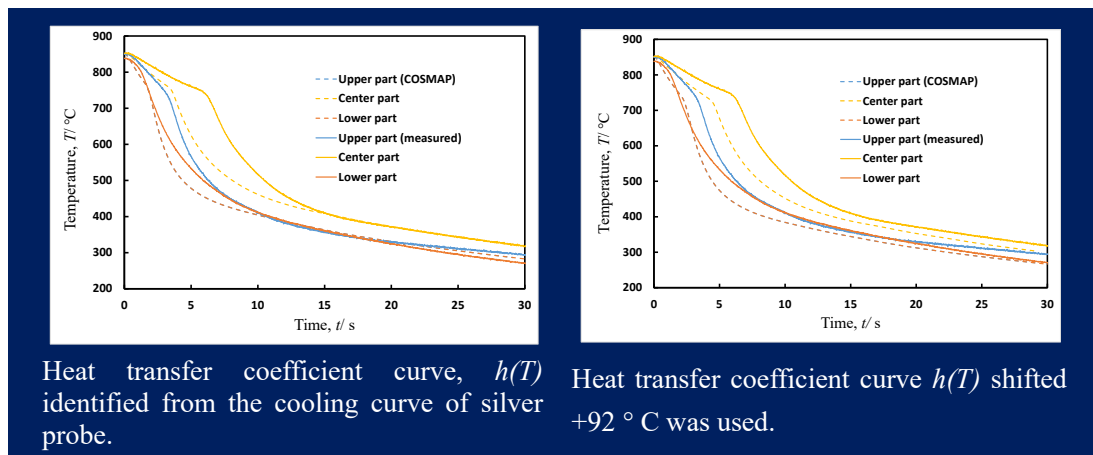 900
800
700
600
500
400
300
200
Temperature, T/ °C
0 5 10 15 20 25 30
Time, t/ s
Upper part (COSMAP)
Center part
Lower part
Upper part (measured)
Center part
Lower part
Heat transfer coefficient curve, h(T)
identified from the cooling curve of silver
probe.
900
800
700
600
500
400
300
200
Temperature, T/ °C
0 5 10 15 20 25 30
Time, t/ s
Upper part (COSMAP)
Center part
Lower part
Upper part (measured)
Center part
Lower part
Heat transfer coefficient curve h(T) shifted
+92 ° C was used.